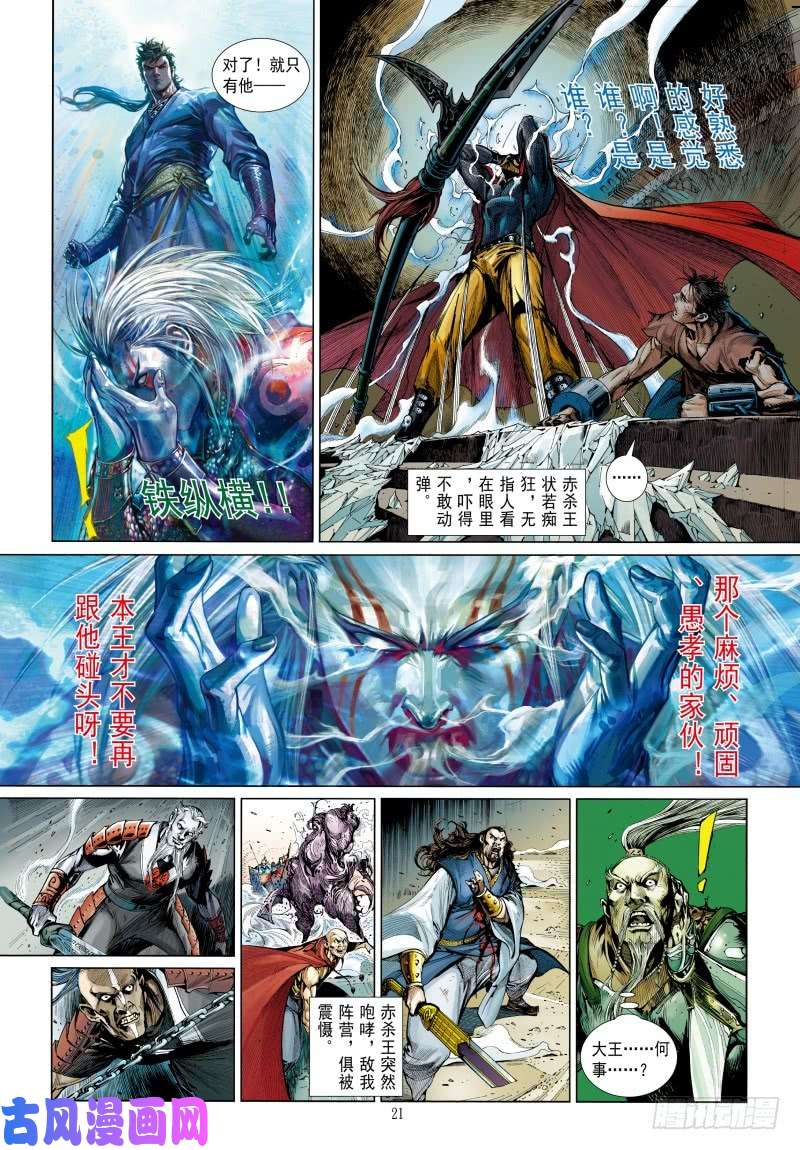 好熟悉
的感觉
啊！是
谁？是
谁？
……
赤杀王
状若痴
狂，无
指人看
在眼里
，吓得
不敢动
弹。
对了！就只
有他——
！
铁纵横！！
那个麻烦、顽固
、愚孝的家伙！
本王才不要再
跟他碰头呀！
！
大王……何
事……？
赤杀王突然
咆哮，敌我
阵营，俱被
震慑。
21
古风漫画网
腾讯动漫